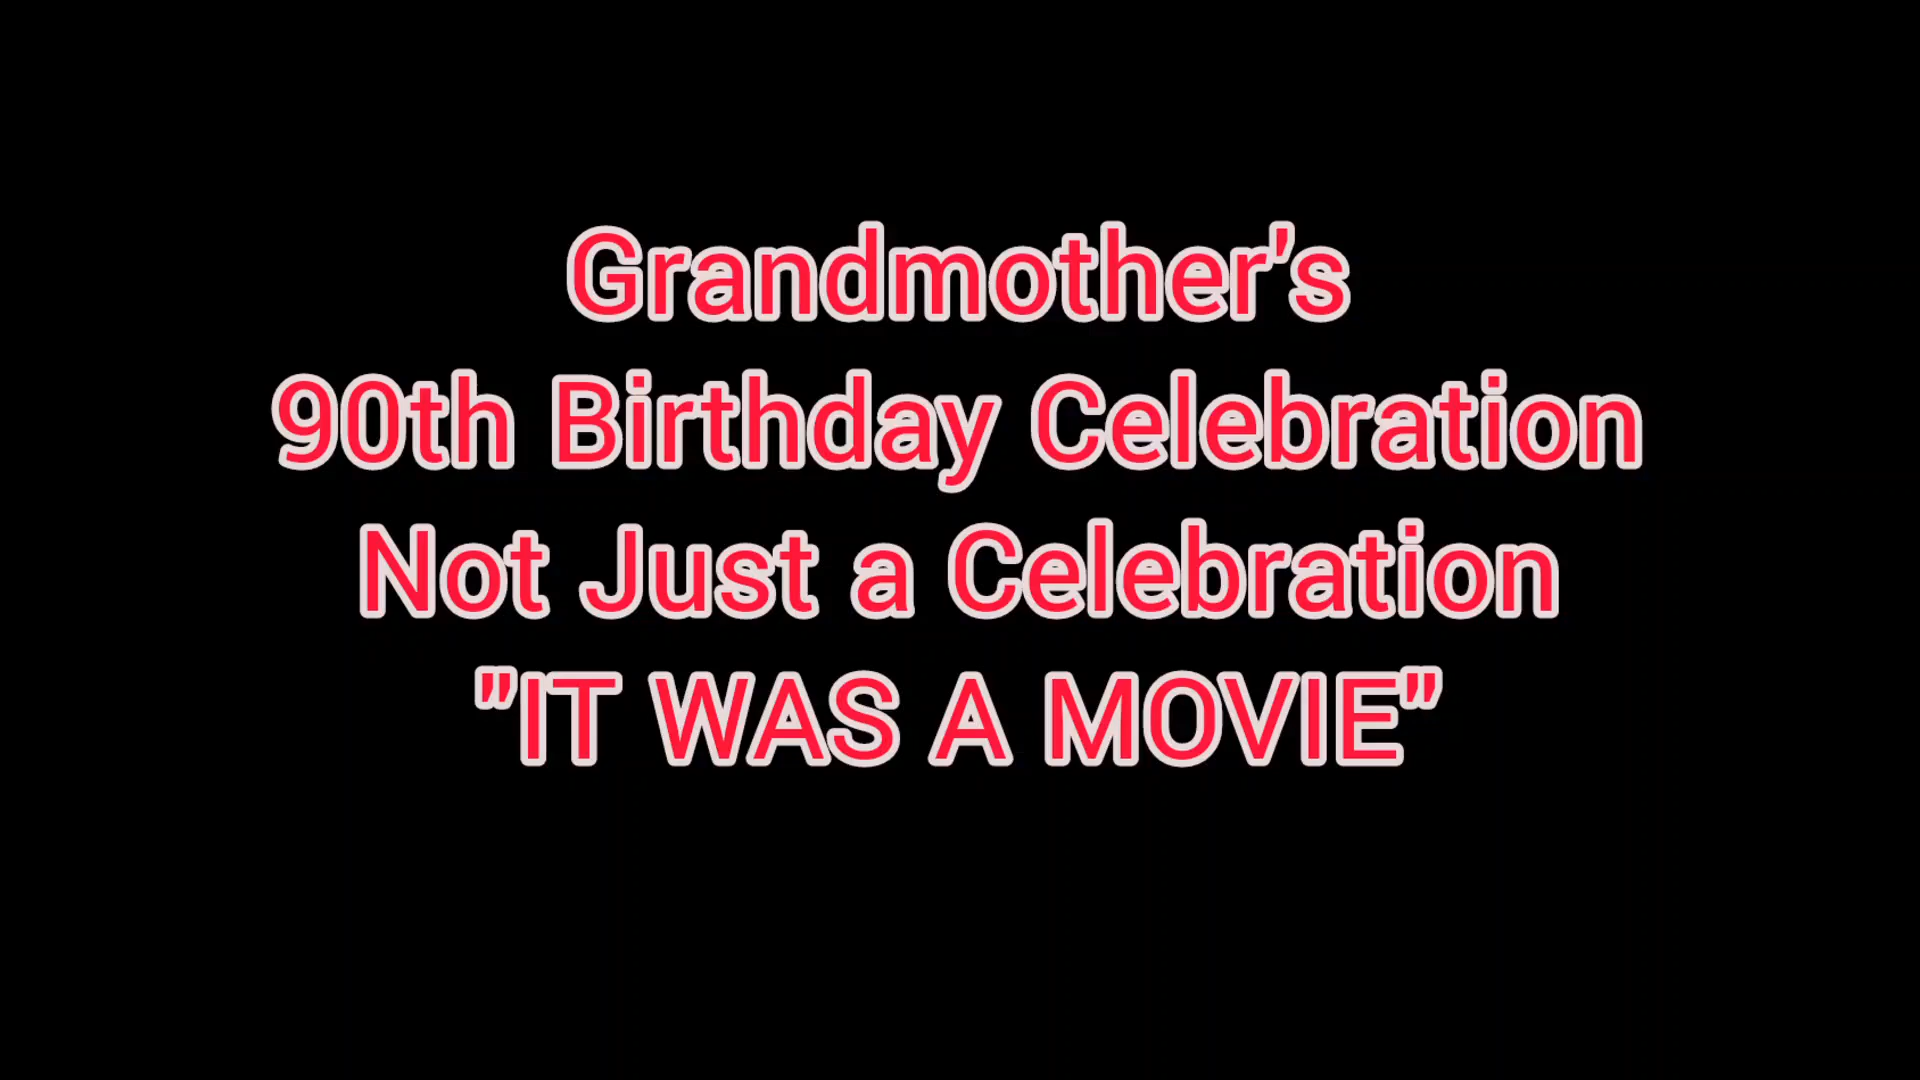 Grandmother's
90th Birthday Celebration
Not Just a Celebration
"IT WAS A MOVIE"